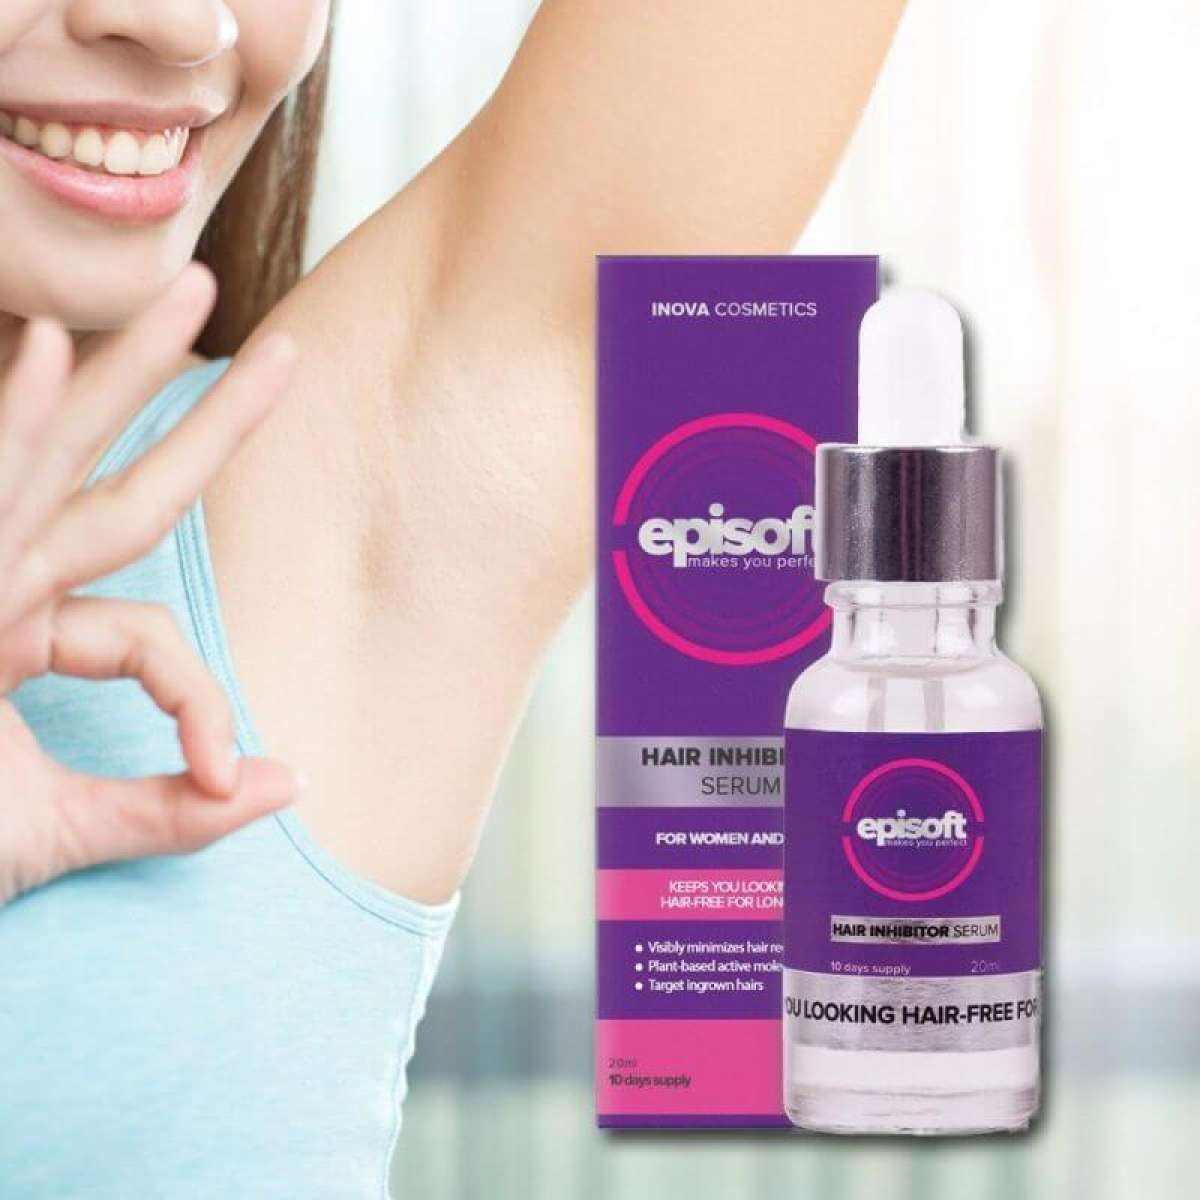 INOVA COSMETICS
episoft
makes you perfe
HAIR INHIBI
SERUM
FOR WOMEN AND
KEEPS YOU LOOKIN
HAIR-FREE FOR LON
• Visibly minimizes hair re
• Plant-based active mole
• Target ingrown hairs
20ml
10 days supply
episoft
makes you perfect
HAIR INHIBITOR SERUM
10 days supply 20ml
OU LOOKING HAIR-FREE FOR